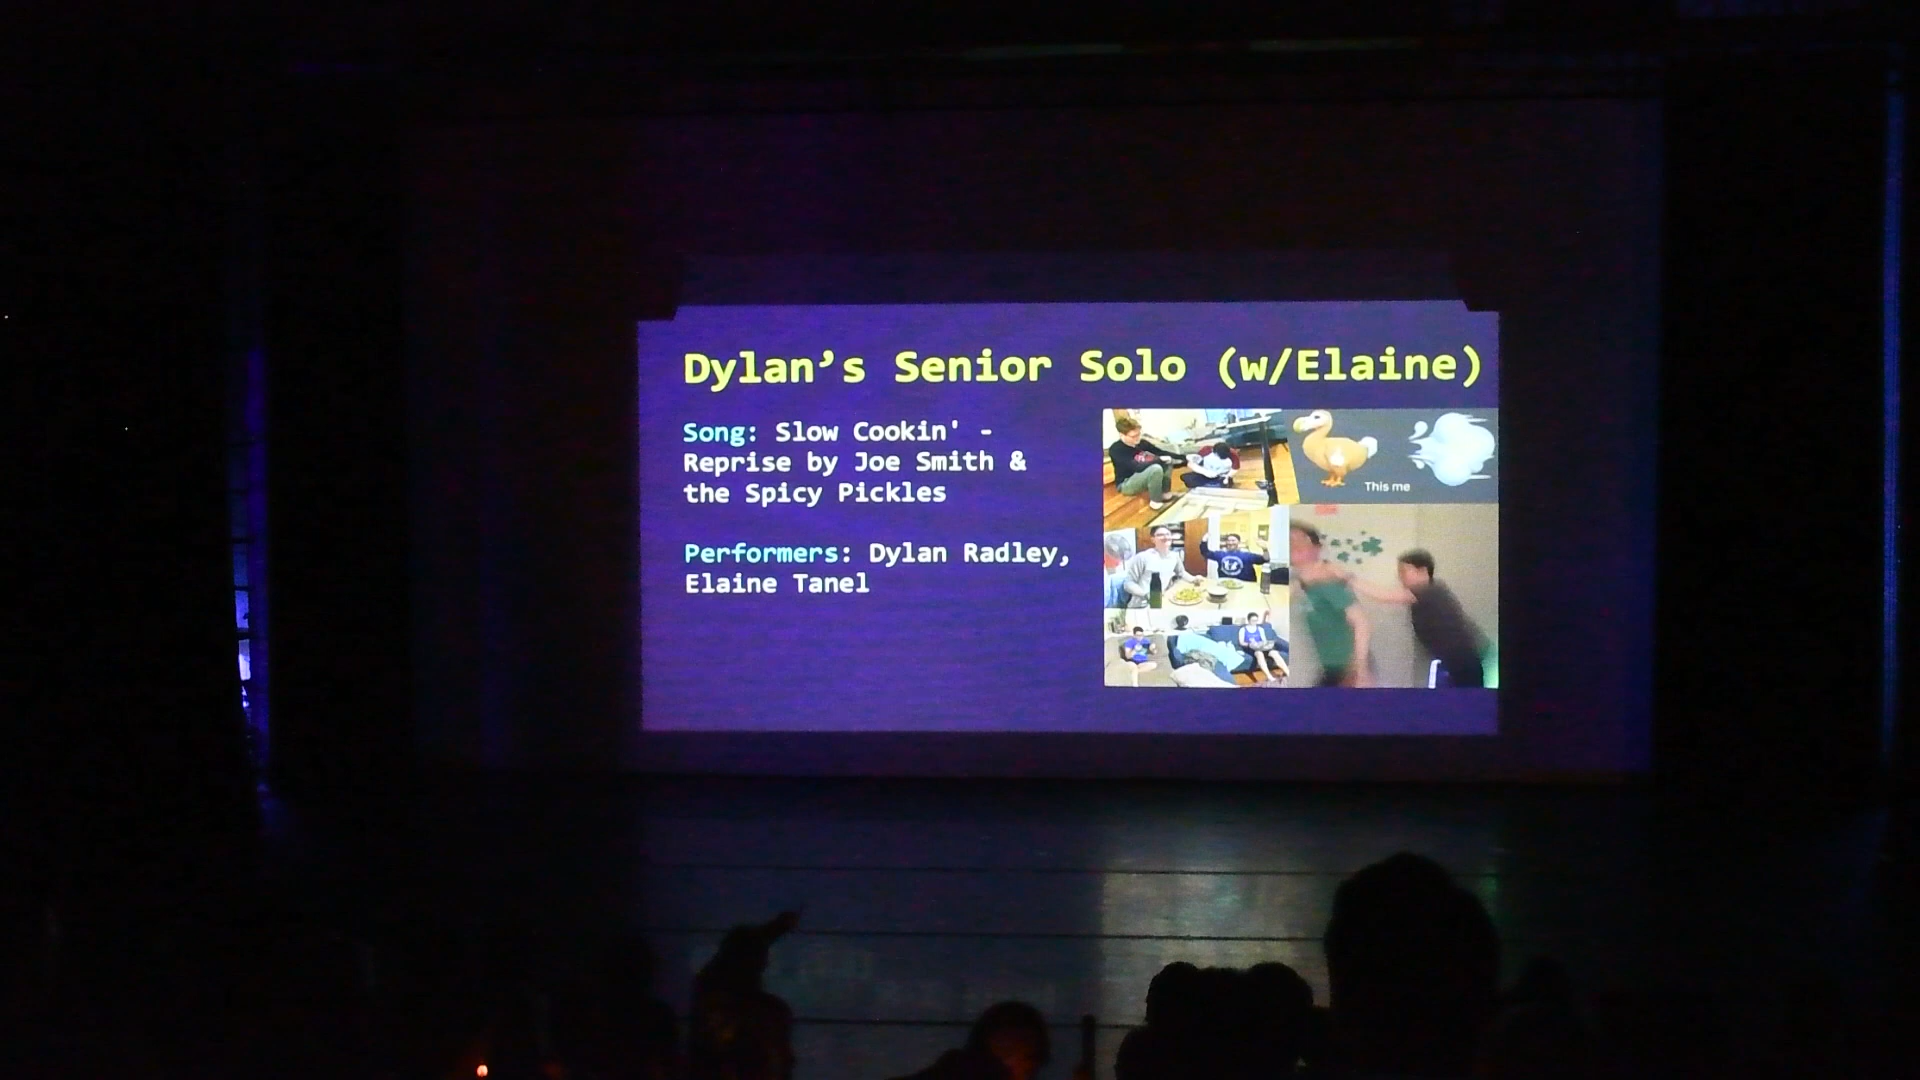 Dylan’s Senior Solo (w/Elaine)
Song: Slow Cookin' -
Reprise by Joe Smith &
the Spicy Pickles
Performers: Dylan Radley,
Elaine Tanel
This me